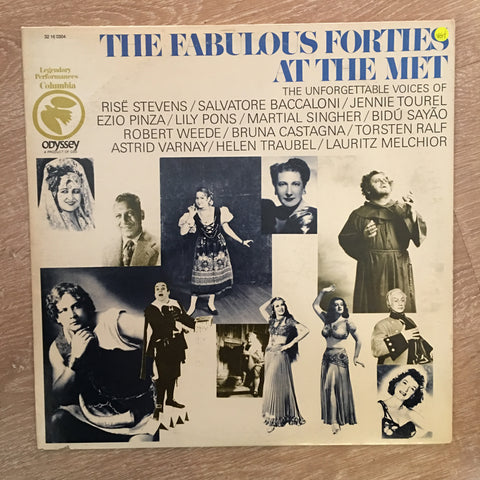 32 16 0304
THE FABULOUS FORTIES
AT THE MET
Legendary
Performances
Columbia
ODYSSEY
THE UNFORGETTABLE VOICES OF
RISË STEVENS/SALVATORE BACCALONI/JENNIE TOUREL
EZIO PINZA/LILY PONS/MARTIAL SINGHER/BIDÚ SAYÃO
ROBERT WEEDE/BRUNA CASTAGNA/TORSTEN RALF
ASTRID VARNAY/HELEN TRAUBEL/LAURITZ MELCHIOR